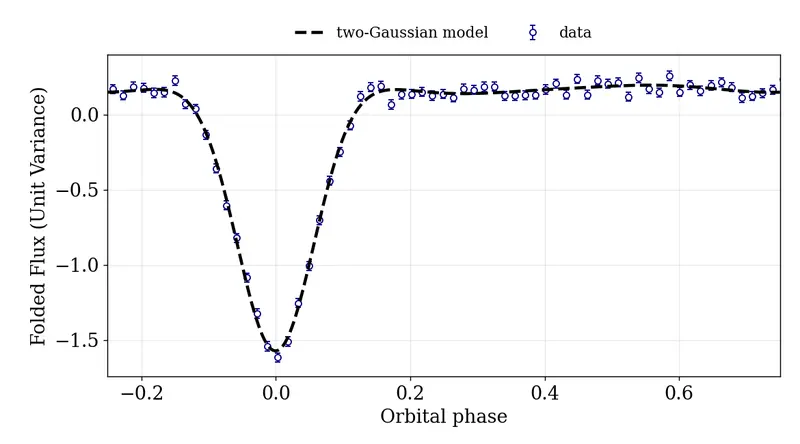 two-Gaussian model
data
Folded Flux (Unit Variance)
0.0
−0.5
−1.0
−1.5
−0.2 0.0 0.2 0.4 0.6
Orbital phase